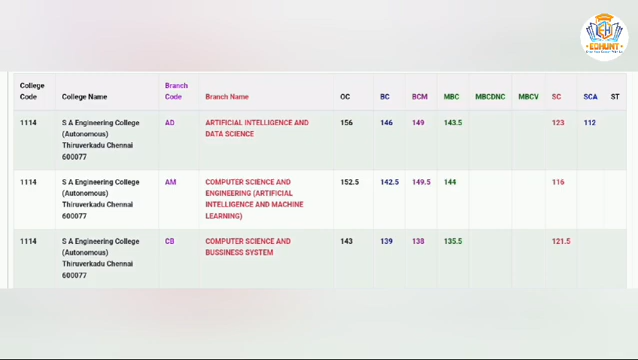 EDHUNT
College Code College Name Branch Code Branch Name OC BC BCM MBC MBCDNC MBCV SC SCA ST
1114 S A Engineering College AD ARTIFICIAL INTELLIGENCE AND 156 146 149 143.5 123 112
(Autonomous) DATA SCIENCE
Thiruverkadu Chennai
600077
1114 S A Engineering College AM COMPUTER SCIENCE AND 152.5 142.5 149.5 144 116
(Autonomous) ENGINEERING (ARTIFICIAL
Thiruverkadu Chennai INTELLIGENCE AND MACHINE
600077 LEARNING)
1114 S A Engineering College CB COMPUTER SCIENCE AND 143 139 138 135.5 121.5
(Autonomous) BUSSINESS SYSTEM
Thiruverkadu Chennai
600077